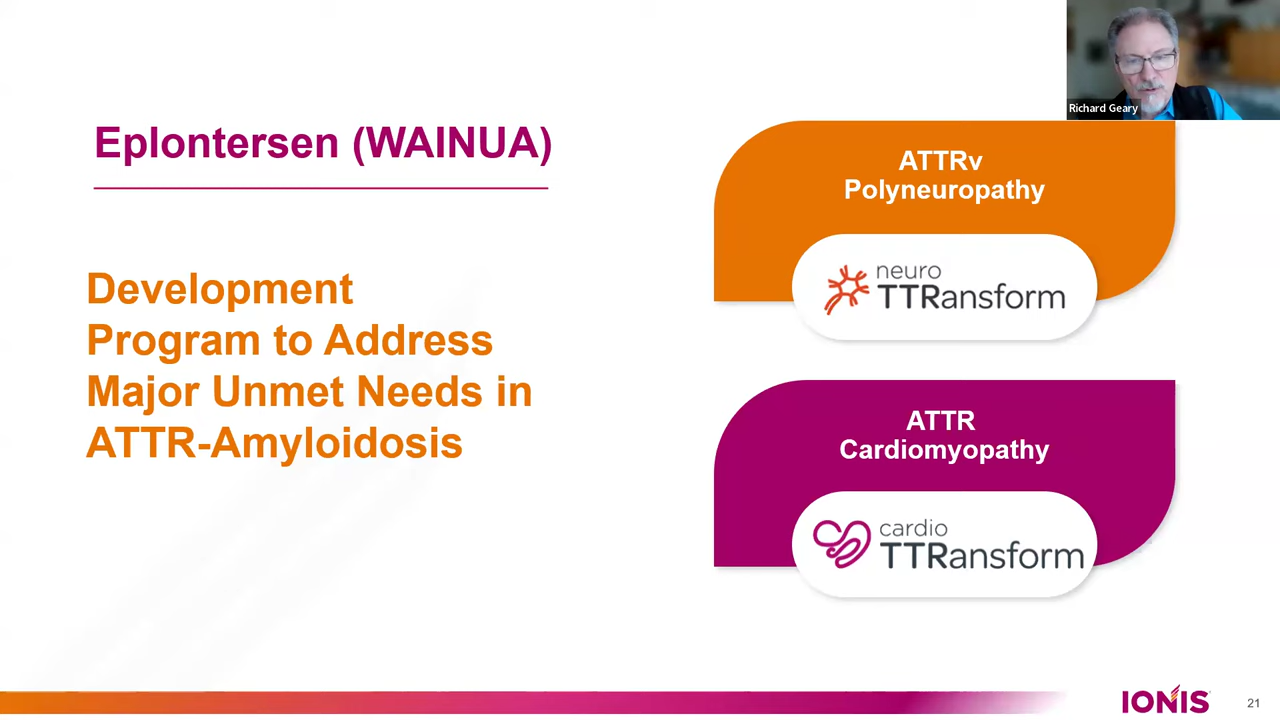 Richard Geary
Eplontersen (WAINUA)
Development
Program to Address
Major Unmet Needs in
ATTR-Amyloidosis
ATTRv
Polyneuropathy
neuro
TTRansform
ATTR
Cardiomyopathy
cardio
TTRansform
IONIS
21